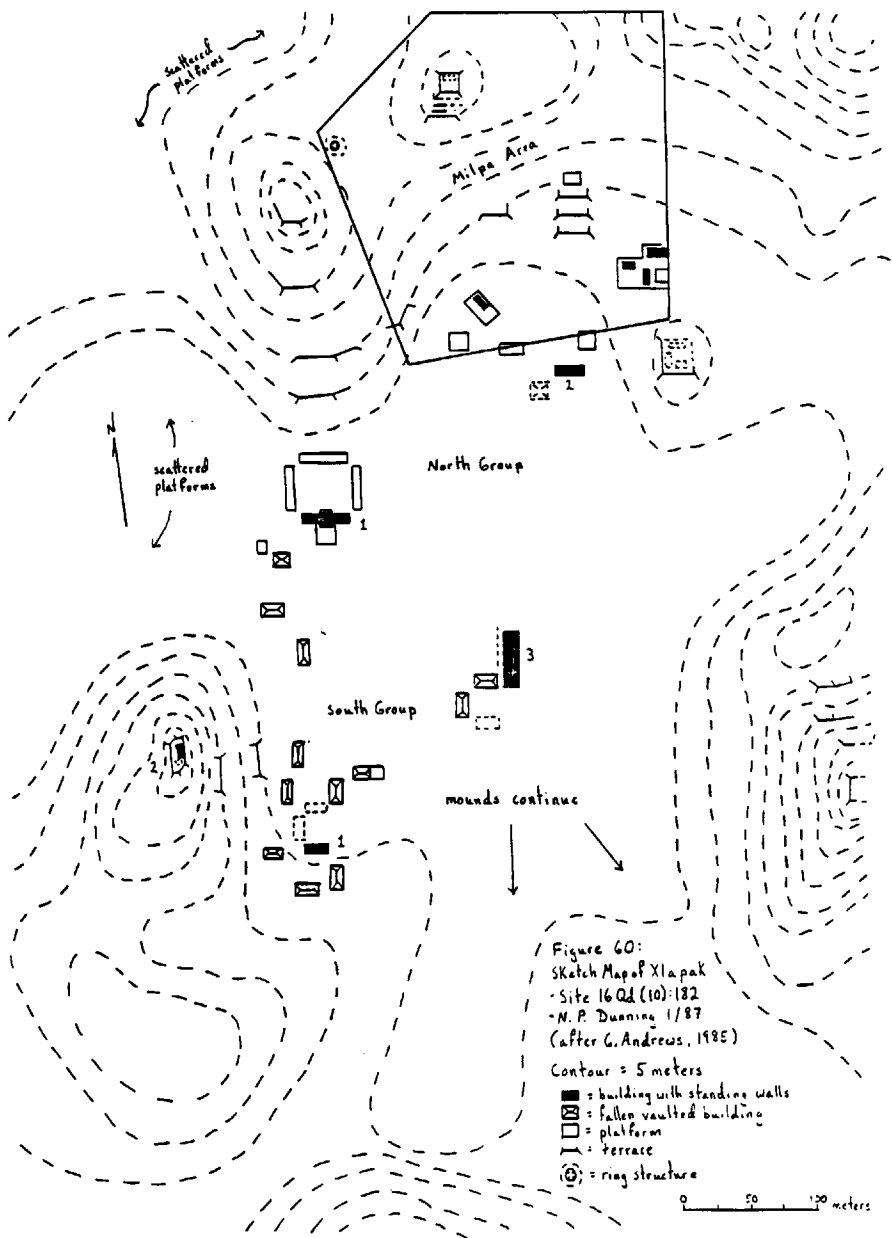 scattered
platforms
Milpa Area
2
N
scattered
platforms
North Group
1
3
South Group
2
mounds continue
1
Figure 60:
Sketch Map of Xlapak
- Site 16 Qd (10):182
- N. P. Dunning 1/87
(after G. Andrews, 1985)
Contour = 5 meters
= building with standing walls
= fallen vaulted building
= platform
= terrace
= ring structure
0 50 100 meters